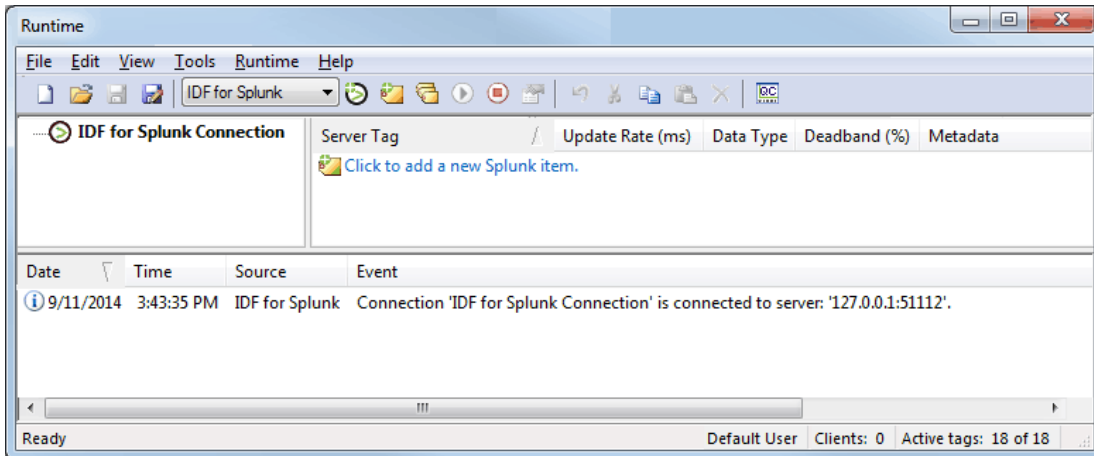 Runtime
File Edit View Tools Runtime Help
IDF for Splunk
IDF for Splunk Connection
Server Tag Update Rate (ms) Data Type Deadband (%) Metadata
Click to add a new Splunk item.
Date Time Source Event
9/11/2014 3:43:35 PM IDF for Splunk Connection 'IDF for Splunk Connection' is connected to server: '127.0.0.1:51112'.
Ready Default User Clients: 0 Active tags: 18 of 18